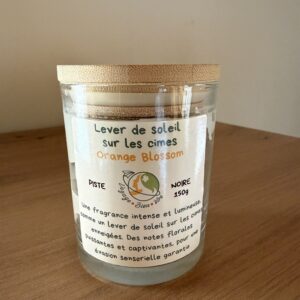 Lever de soleil
sur les cimes
Orange Blossom
PISTE
NOIRE
150g
Une fragrance intense et lumineuse,
comme un lever de soleil sur les cimes
enneigées. Des notes florales
puissantes et captivantes, pour une
évasion sensorielle garantie